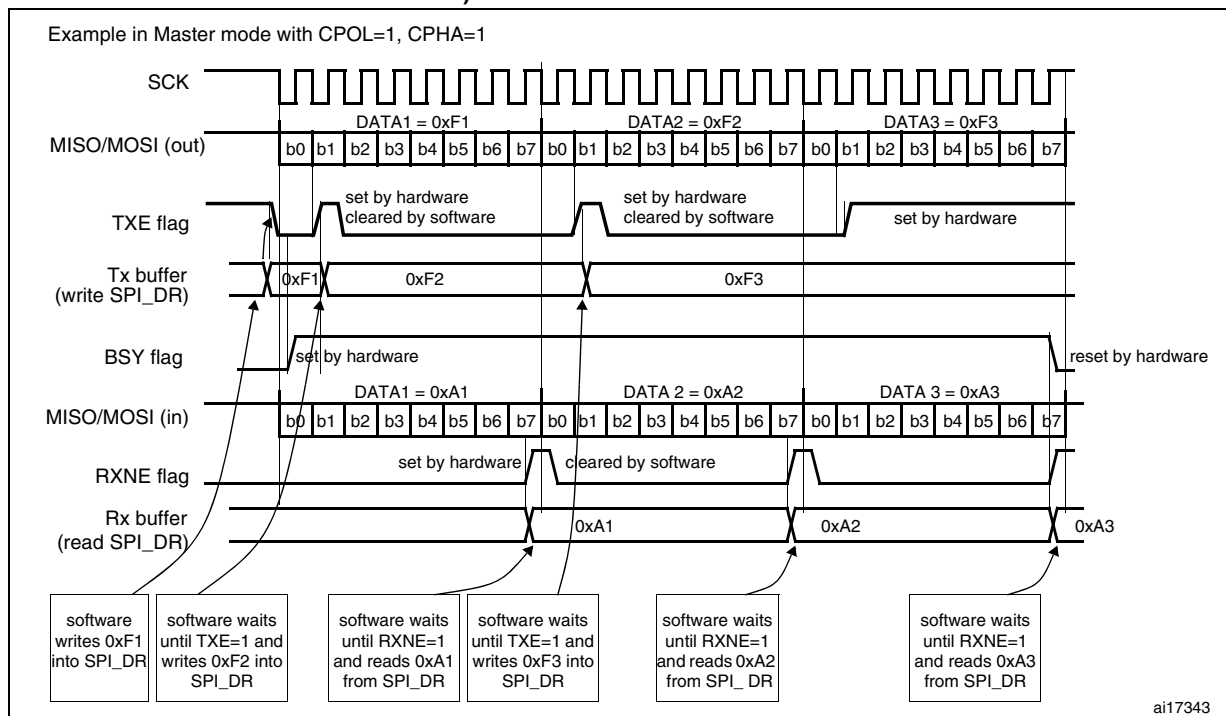 Example in Master mode with CPOL=1, CPHA=1
SCK
DATA1 = 0xF1 DATA2 = 0xF2 DATA3 = 0xF3
MISO/MOSI (out) b0 b1 b2 b3 b4 b5 b6 b7 b0 b1 b2 b3 b4 b5 b6 b7 b0 b1 b2 b3 b4 b5 b6 b7
set by hardware set by hardware
cleared by software cleared by software
TXE flag set by hardware
Tx buffer 0xF1 0xF2 0xF3
(write SPI_DR)
BSY flag set by hardware reset by hardware
DATA1 = 0xA1 DATA 2 = 0xA2 DATA 3 = 0xA3
MISO/MOSI (in) b0 b1 b2 b3 b4 b5 b6 b7 b0 b1 b2 b3 b4 b5 b6 b7 b0 b1 b2 b3 b4 b5 b6 b7
RXNE flag set by hardware cleared by software
Rx buffer 0xA1 0xA2 0xA3
(read SPI_DR)
software
writes 0xF1
into SPI_DR
software waits
until TXE=1 and
writes 0xF2 into
SPI_DR
software waits
until RXNE=1
and reads 0xA1
from SPI_DR
software waits
until TXE=1 and
writes 0xF3 into
SPI_DR
software waits
until RXNE=1
and reads 0xA2
from SPI_ DR
software waits
until RXNE=1
and reads 0xA3
from SPI_DR
ai17343